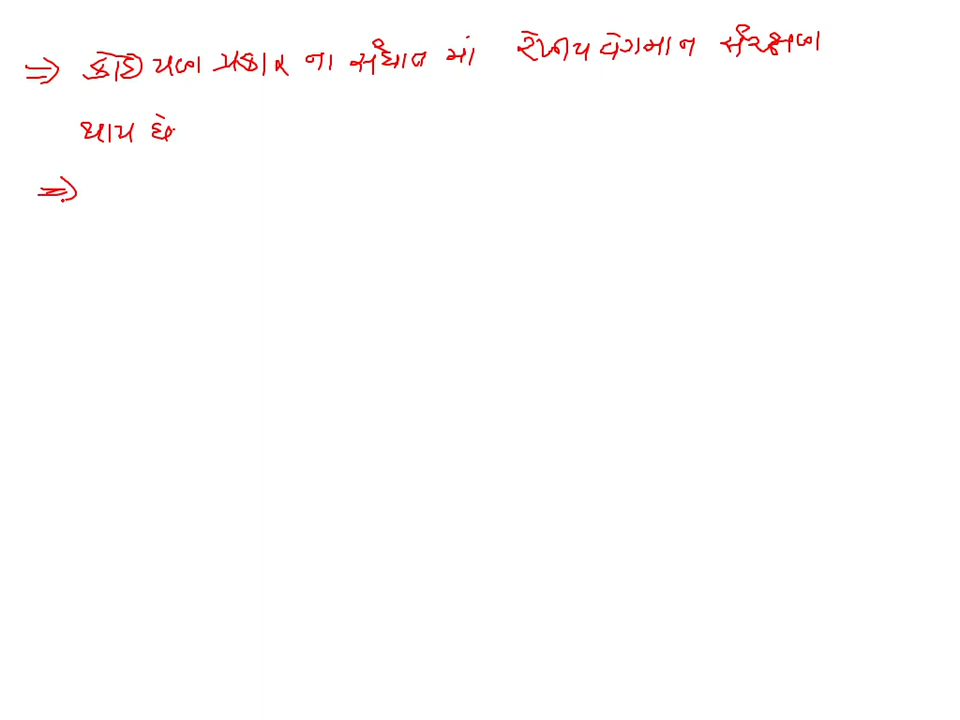 ⇒ કોઈ પણ પ્રકાર ના સંઘાત માં રેખીય વેગમાન સંરક્ષણ
થાય છે
⇒